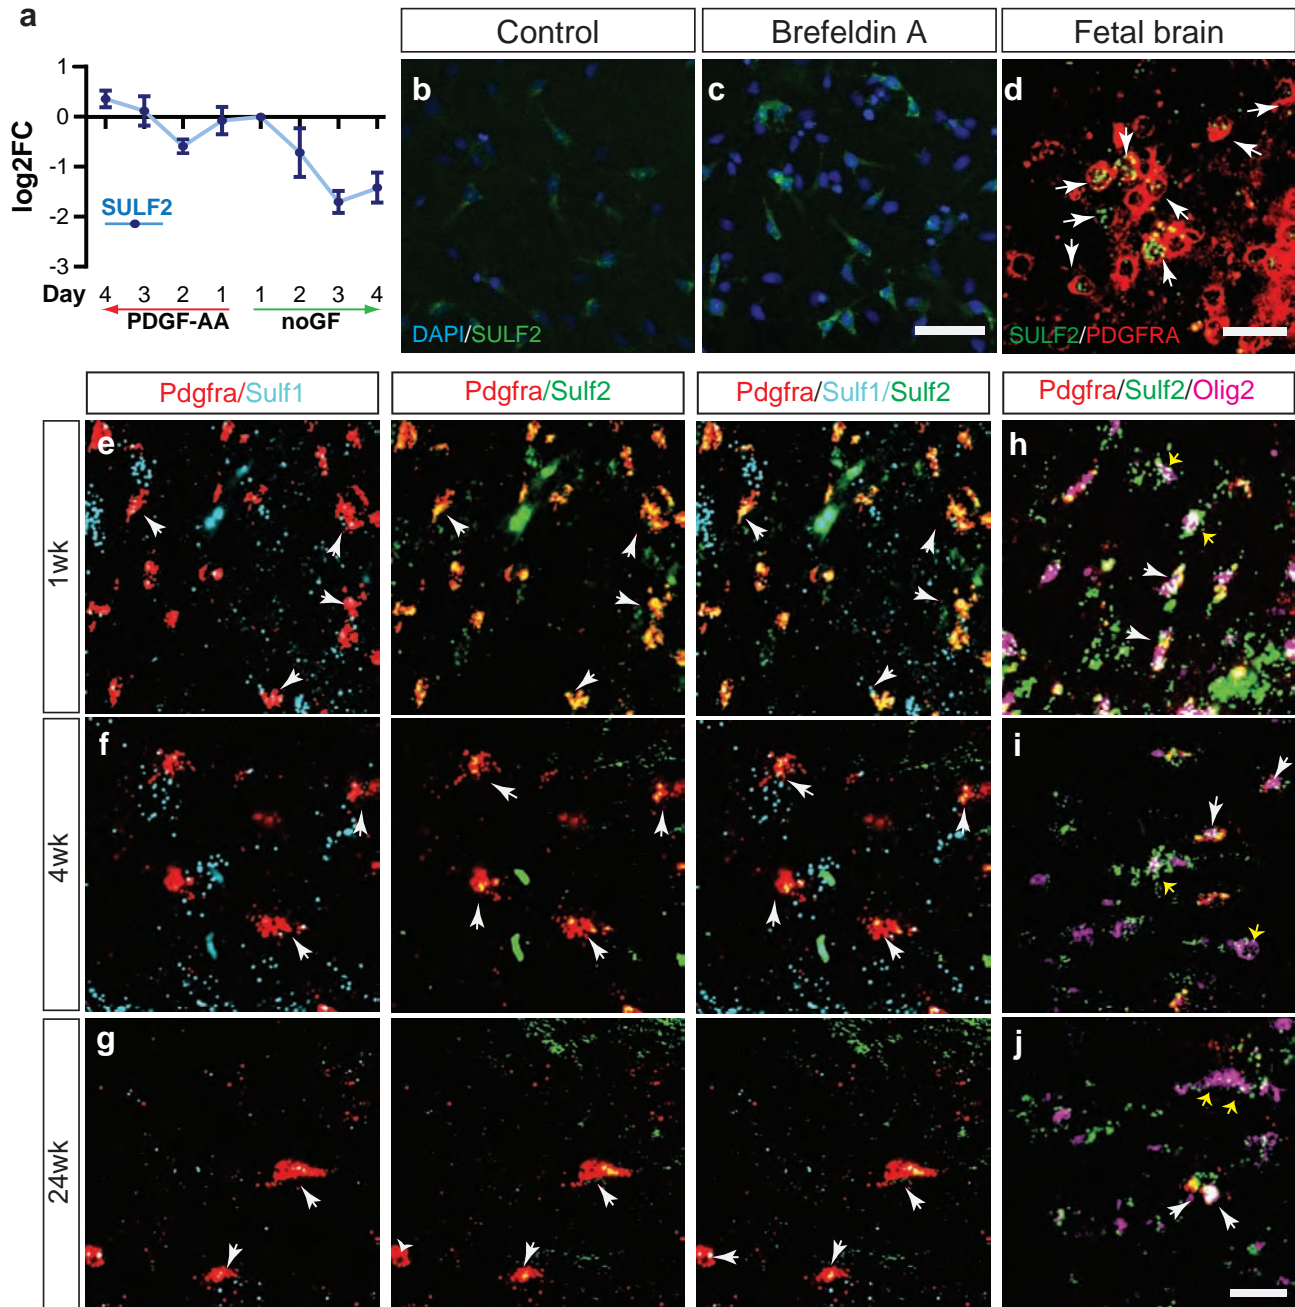 a
Control
Brefeldin A
Fetal brain
1
0
-1
-2
-3
log2FC
SULF2
Day
4 3 2 1 1 2 3 4
PDGF-AA
noGF
b
DAPI/SULF2
c
d
SULF2/PDGFRA
Pdgfra/Sulf1
Pdgfra/Sulf2
Pdgfra/Sulf1/Sulf2
Pdgfra/Sulf2/Olig2
1wk
e
h
4wk
f
i
24wk
g
j